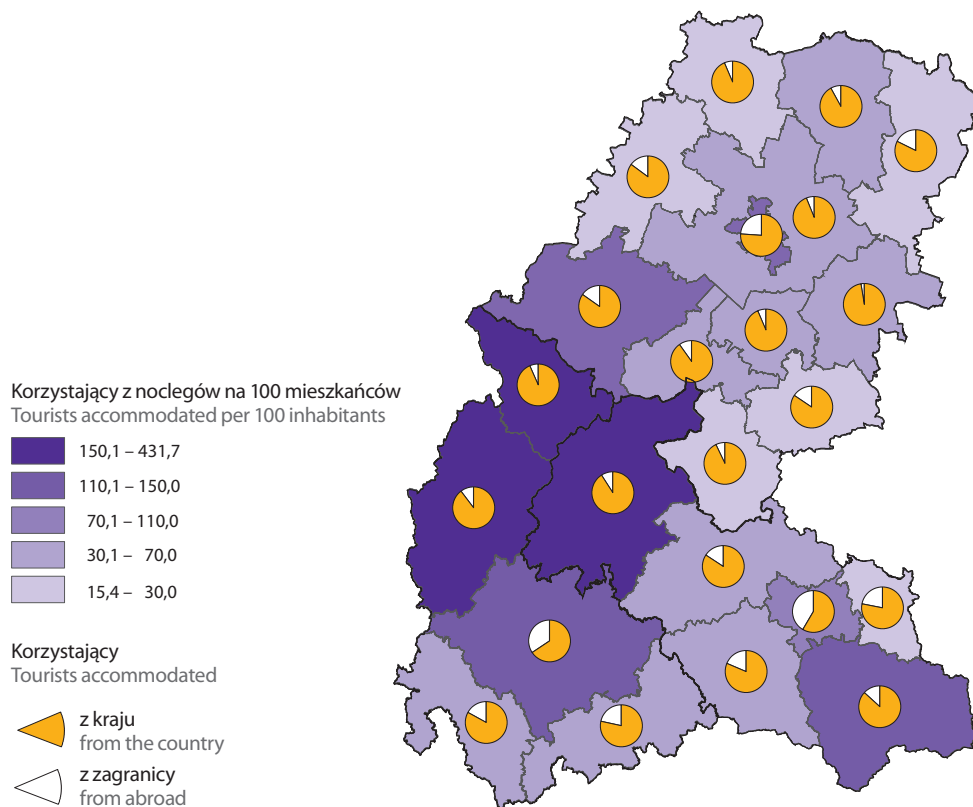 Korzystający z noclegów na 100 mieszkańców
Tourists accommodated per 100 inhabitants
150,1 – 431,7
110,1 – 150,0
70,1 – 110,0
30,1 – 70,0
15,4 – 30,0
Korzystający
Tourists accommodated
z kraju
from the country
z zagranicy
from abroad